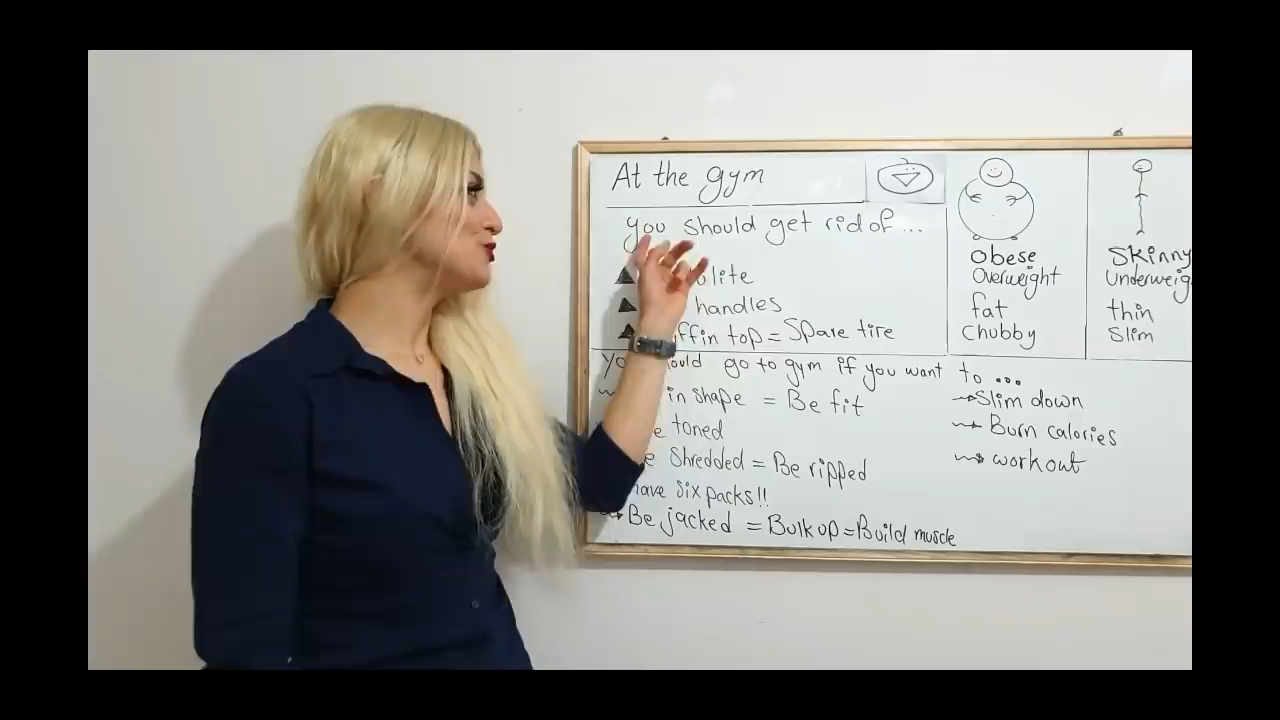 At the gym
you should get rid of ...
lite
handles
ffin top = Spare tire
Obese
Overweight
fat
chubby
Skinny
Underweig
thin
Slim
ould go to gym if you want to ...
in shape = Be fit
toned
Shredded = Be ripped
have six packs!!
Be jacked = Bulk up = Build muscle
Slim down
Burn calories
workout